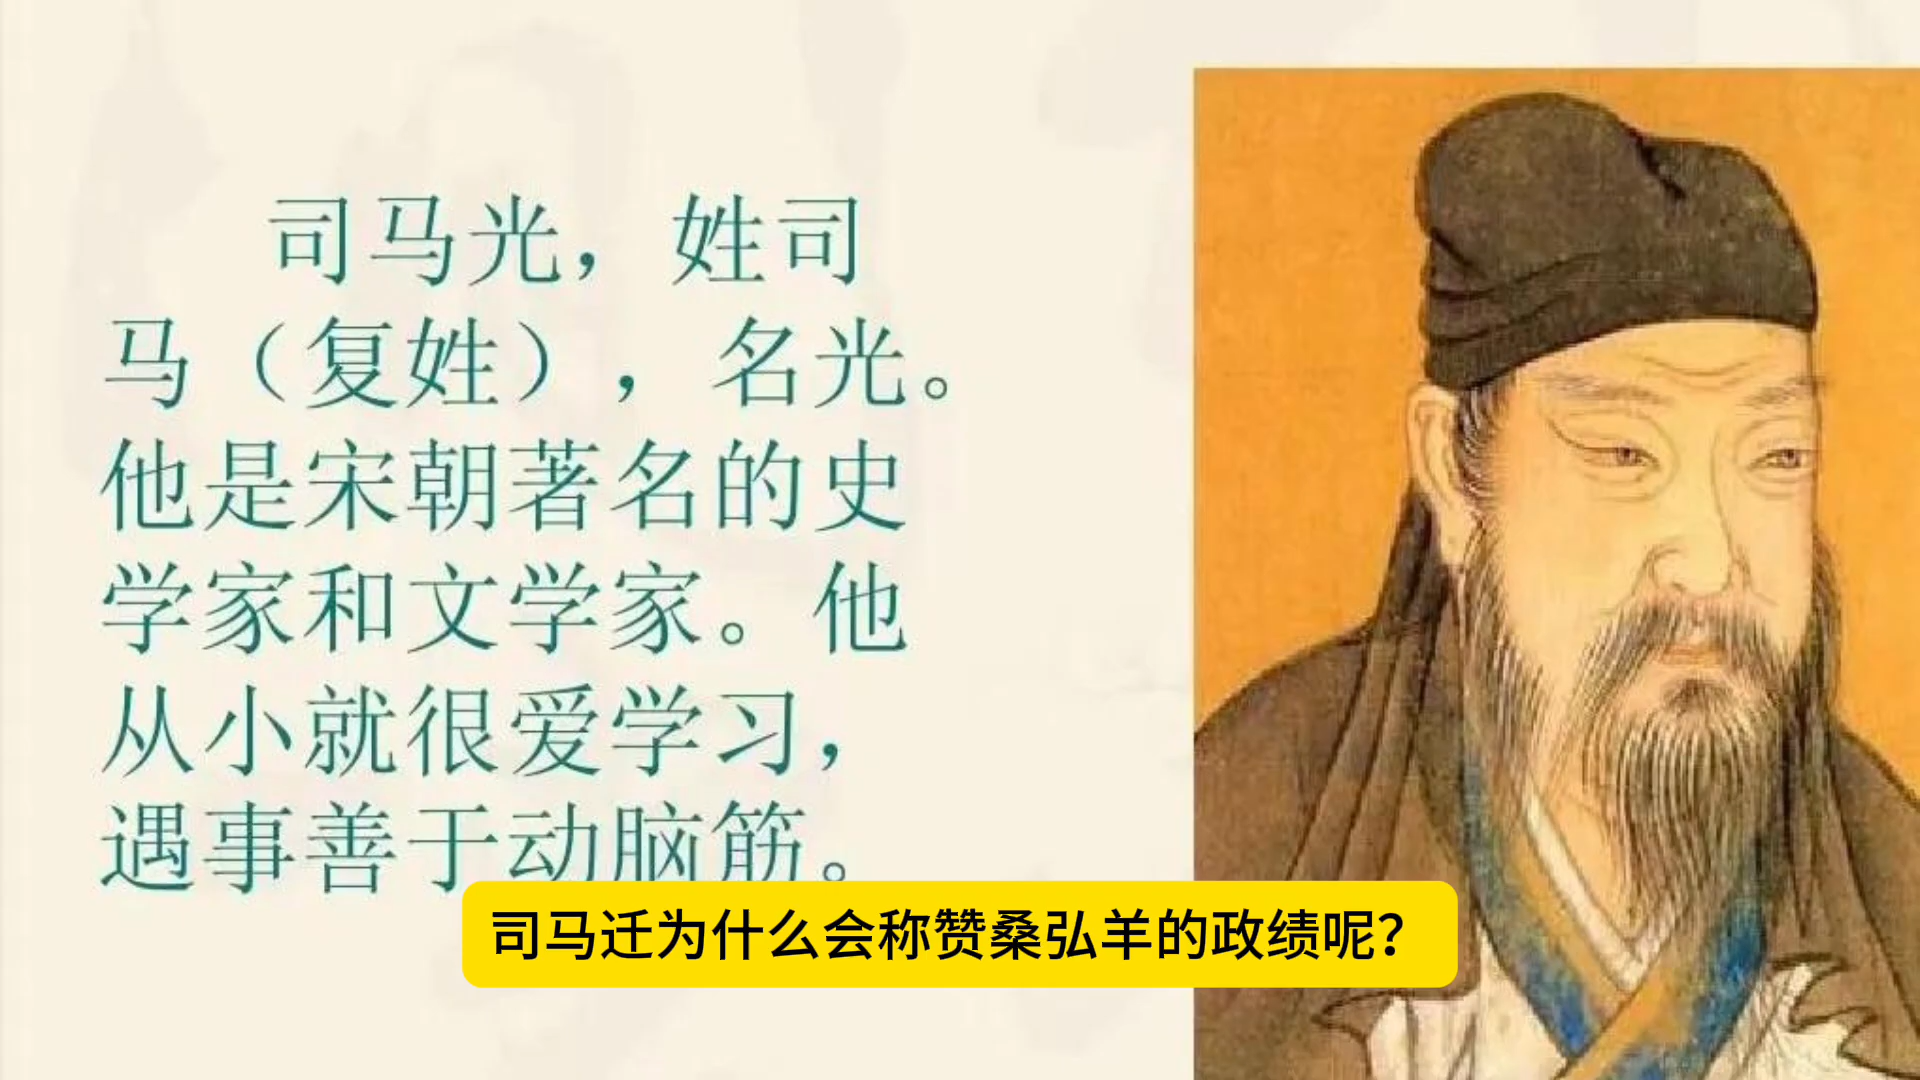 司马光，姓司
马（复姓），名光。
他是宋朝著名的史
学家和文学家。他
从小就很爱学习，
遇事善于动脑筋。
司马迁为什么会称赞桑弘羊的政绩呢？